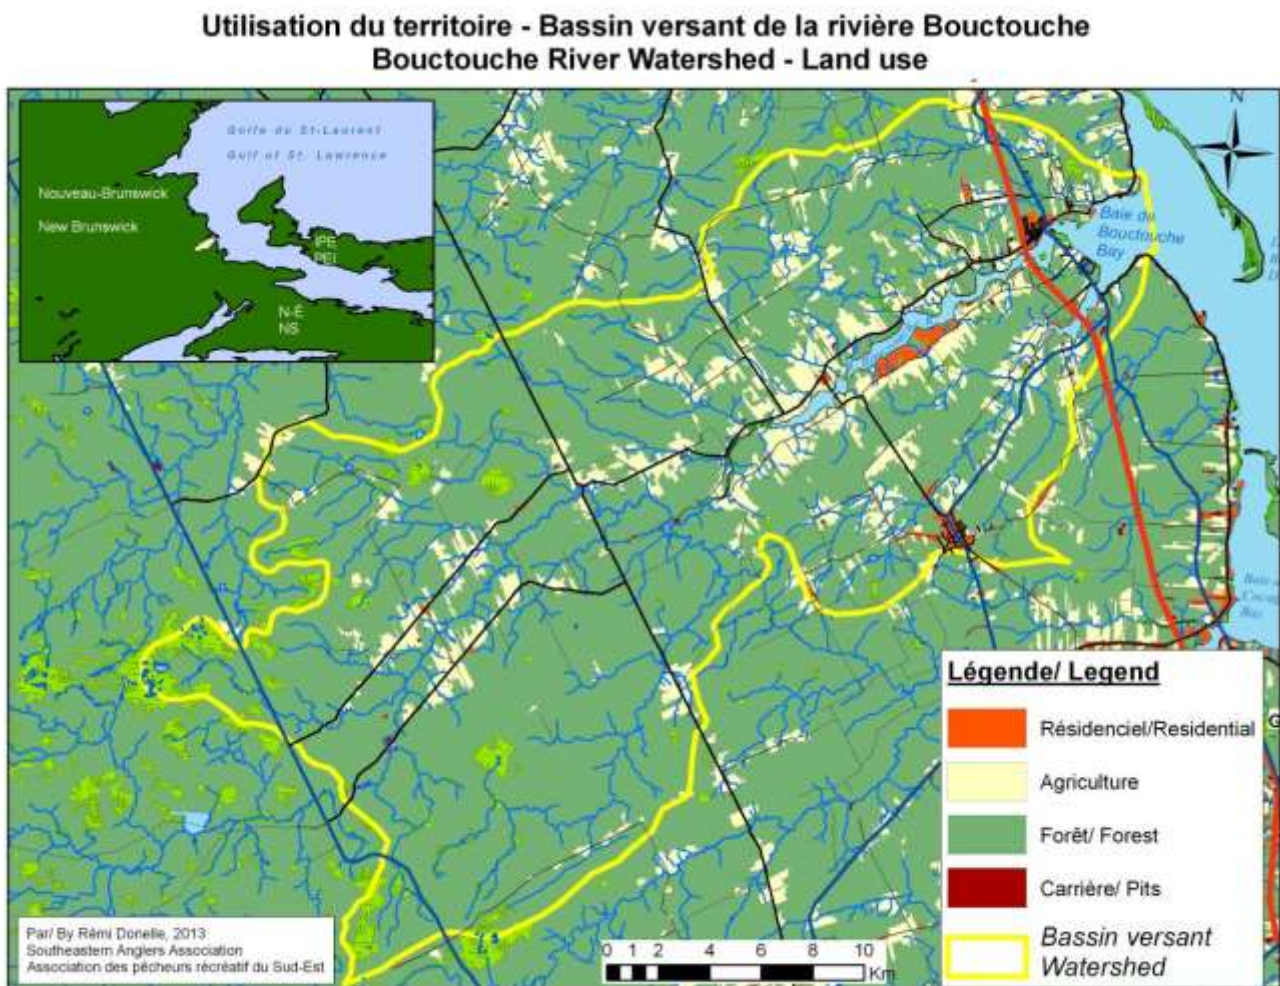 Utilisation du territoire - Bassin versant de la rivière Bouctouche
Bouctouche River Watershed - Land use
Golfe du St-Laurent
Gulf of St. Lawrence
Nouveau-Brunswick
New Brunswick
IPE
PEI
N-E
NS
N
Baie de
Bouctouche
Bay
Baie
Bay
Légende/ Legend
Résidenciel/Residential
Agriculture
Forêt/ Forest
Carrière/ Pits
Bassin versant
Watershed
Par/ By Rémi Donelle, 2013
Southeastern Anglers Association
Association des pêcheurs récréatif du Sud-Est
0 1 2 4 6 8 10
Km